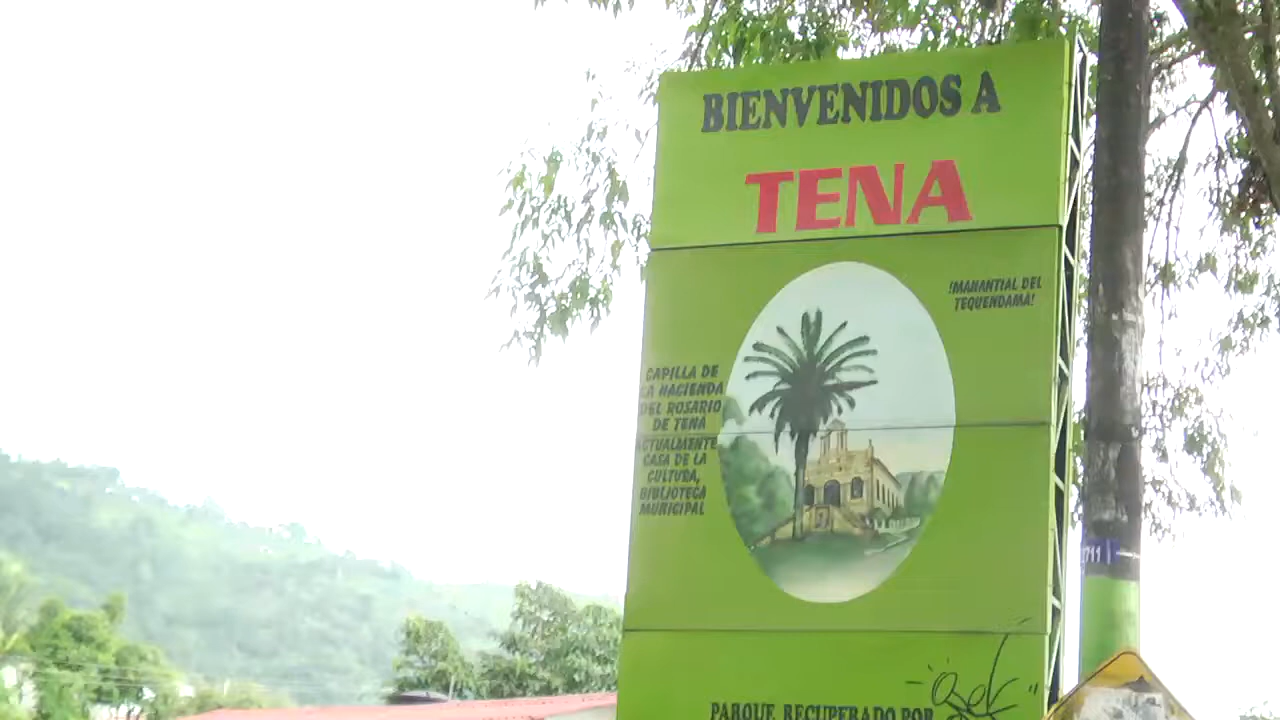 BIENVENIDOS A
TENA
!MANANTIAL DEL
TEQUENDAMA!
CAPILLA DE
LA HACIENDA
DEL ROSARIO
DE TENA
ACTUALMENTE
CASA DE LA
CULTURA,
BIBLIOTECA
MUNICIPAL
PARQUE RECUPERADO POR